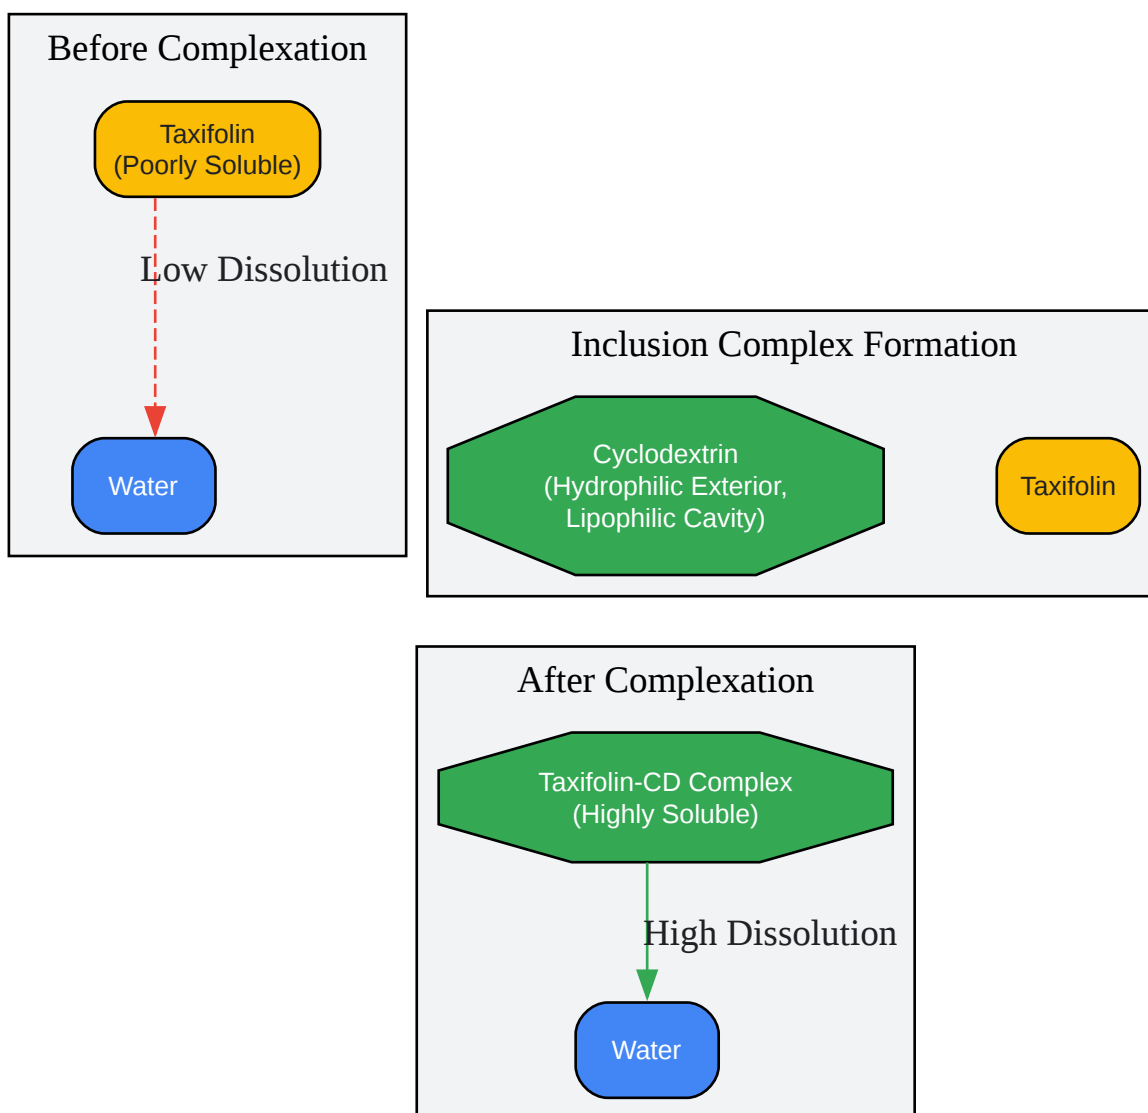 Before Complexation
Taxifolin
(Poorly Soluble)
Low Dissolution
Water
Inclusion Complex Formation
Cyclodextrin
(Hydrophilic Exterior,
Lipophilic Cavity)
Taxifolin
After Complexation
Taxifolin-CD Complex
(Highly Soluble)
High Dissolution
Water